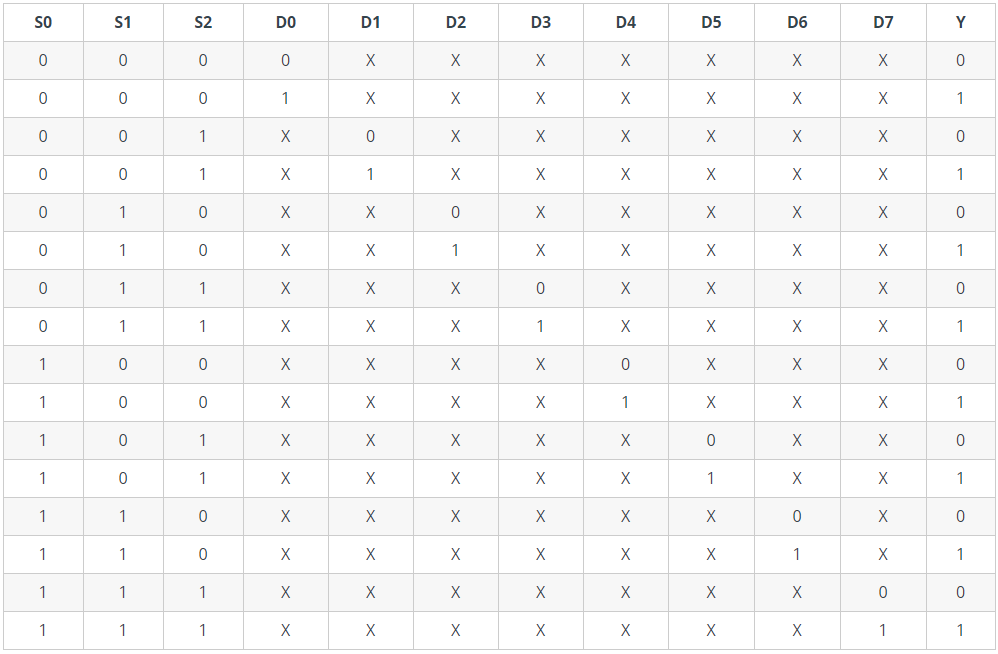 S0 S1 S2 D0 D1 D2 D3 D4 D5 D6 D7 Y
0 0 0 0 X X X X X X X 0
0 0 0 1 X X X X X X X 1
0 0 1 X 0 X X X X X X 0
0 0 1 X 1 X X X X X X 1
0 1 0 X X 0 X X X X X 0
0 1 0 X X 1 X X X X X 1
0 1 1 X X X 0 X X X X 0
0 1 1 X X X 1 X X X X 1
1 0 0 X X X X 0 X X X 0
1 0 0 X X X X 1 X X X 1
1 0 1 X X X X X 0 X X 0
1 0 1 X X X X X 1 X X 1
1 1 0 X X X X X X 0 X 0
1 1 0 X X X X X X 1 X 1
1 1 1 X X X X X X X 0 0
1 1 1 X X X X X X X 1 1